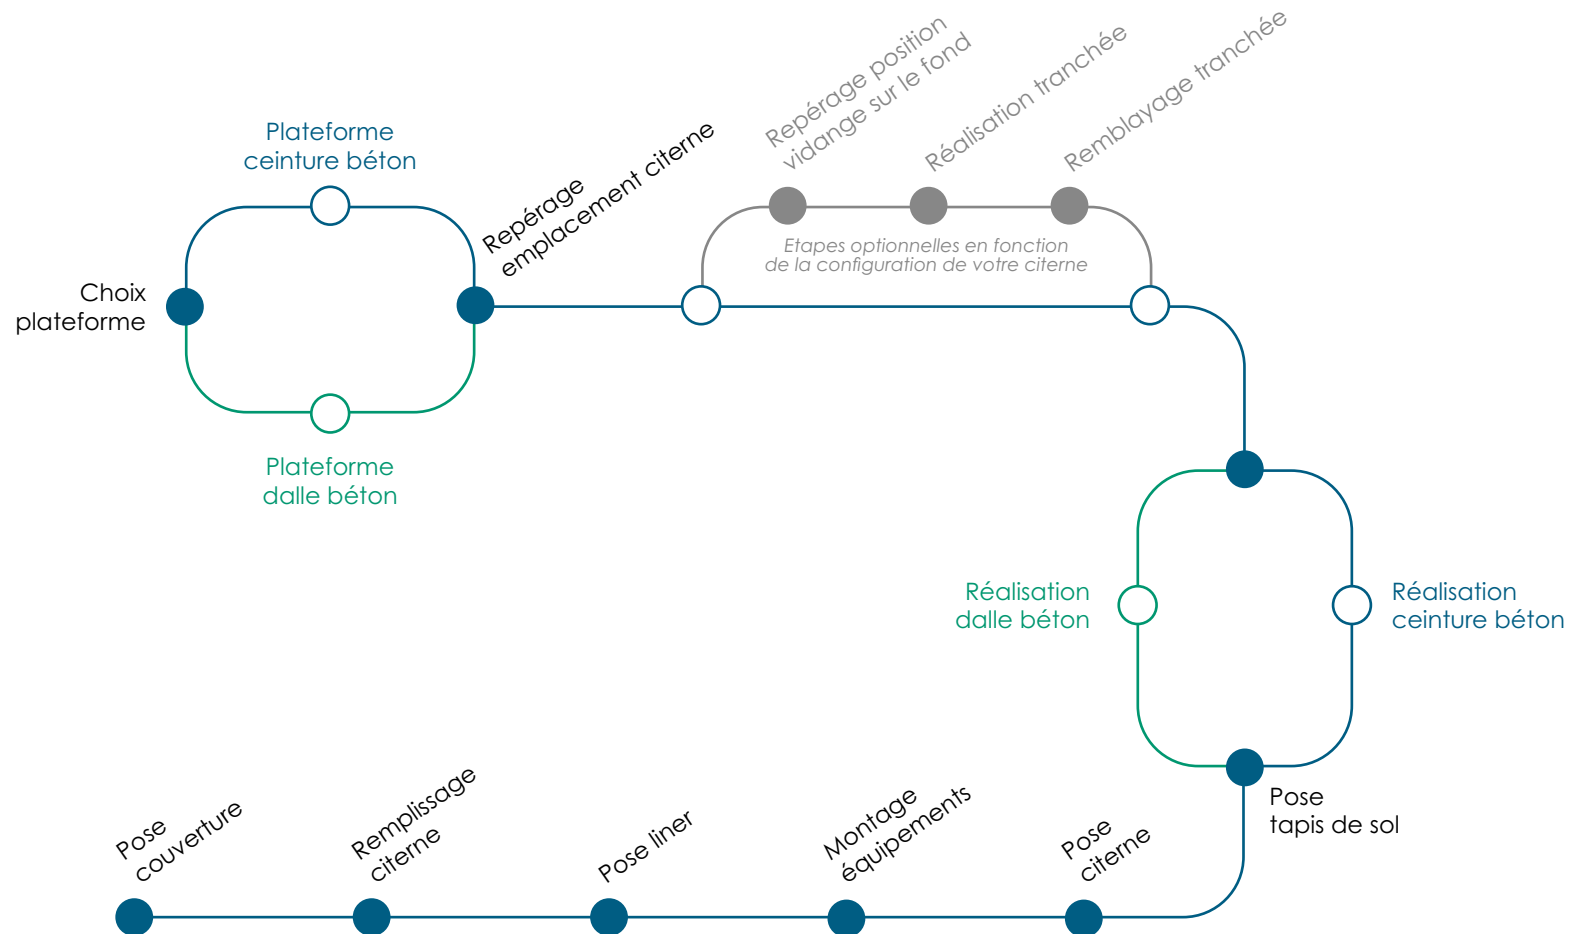 Plateforme
ceinture béton
Choix
plateforme
Plateforme
dalle béton
Repérage
emplacement citerne
Repérage position
vidange sur le fond
Réalisation tranchée
Remblayage tranchée
Etapes optionnelles en fonction
de la configuration de votre citerne
Réalisation
dalle béton
Réalisation
ceinture béton
Pose
tapis de sol
Pose
citerne
Montage
équipements
Pose liner
Remplissage
citerne
Pose
couverture